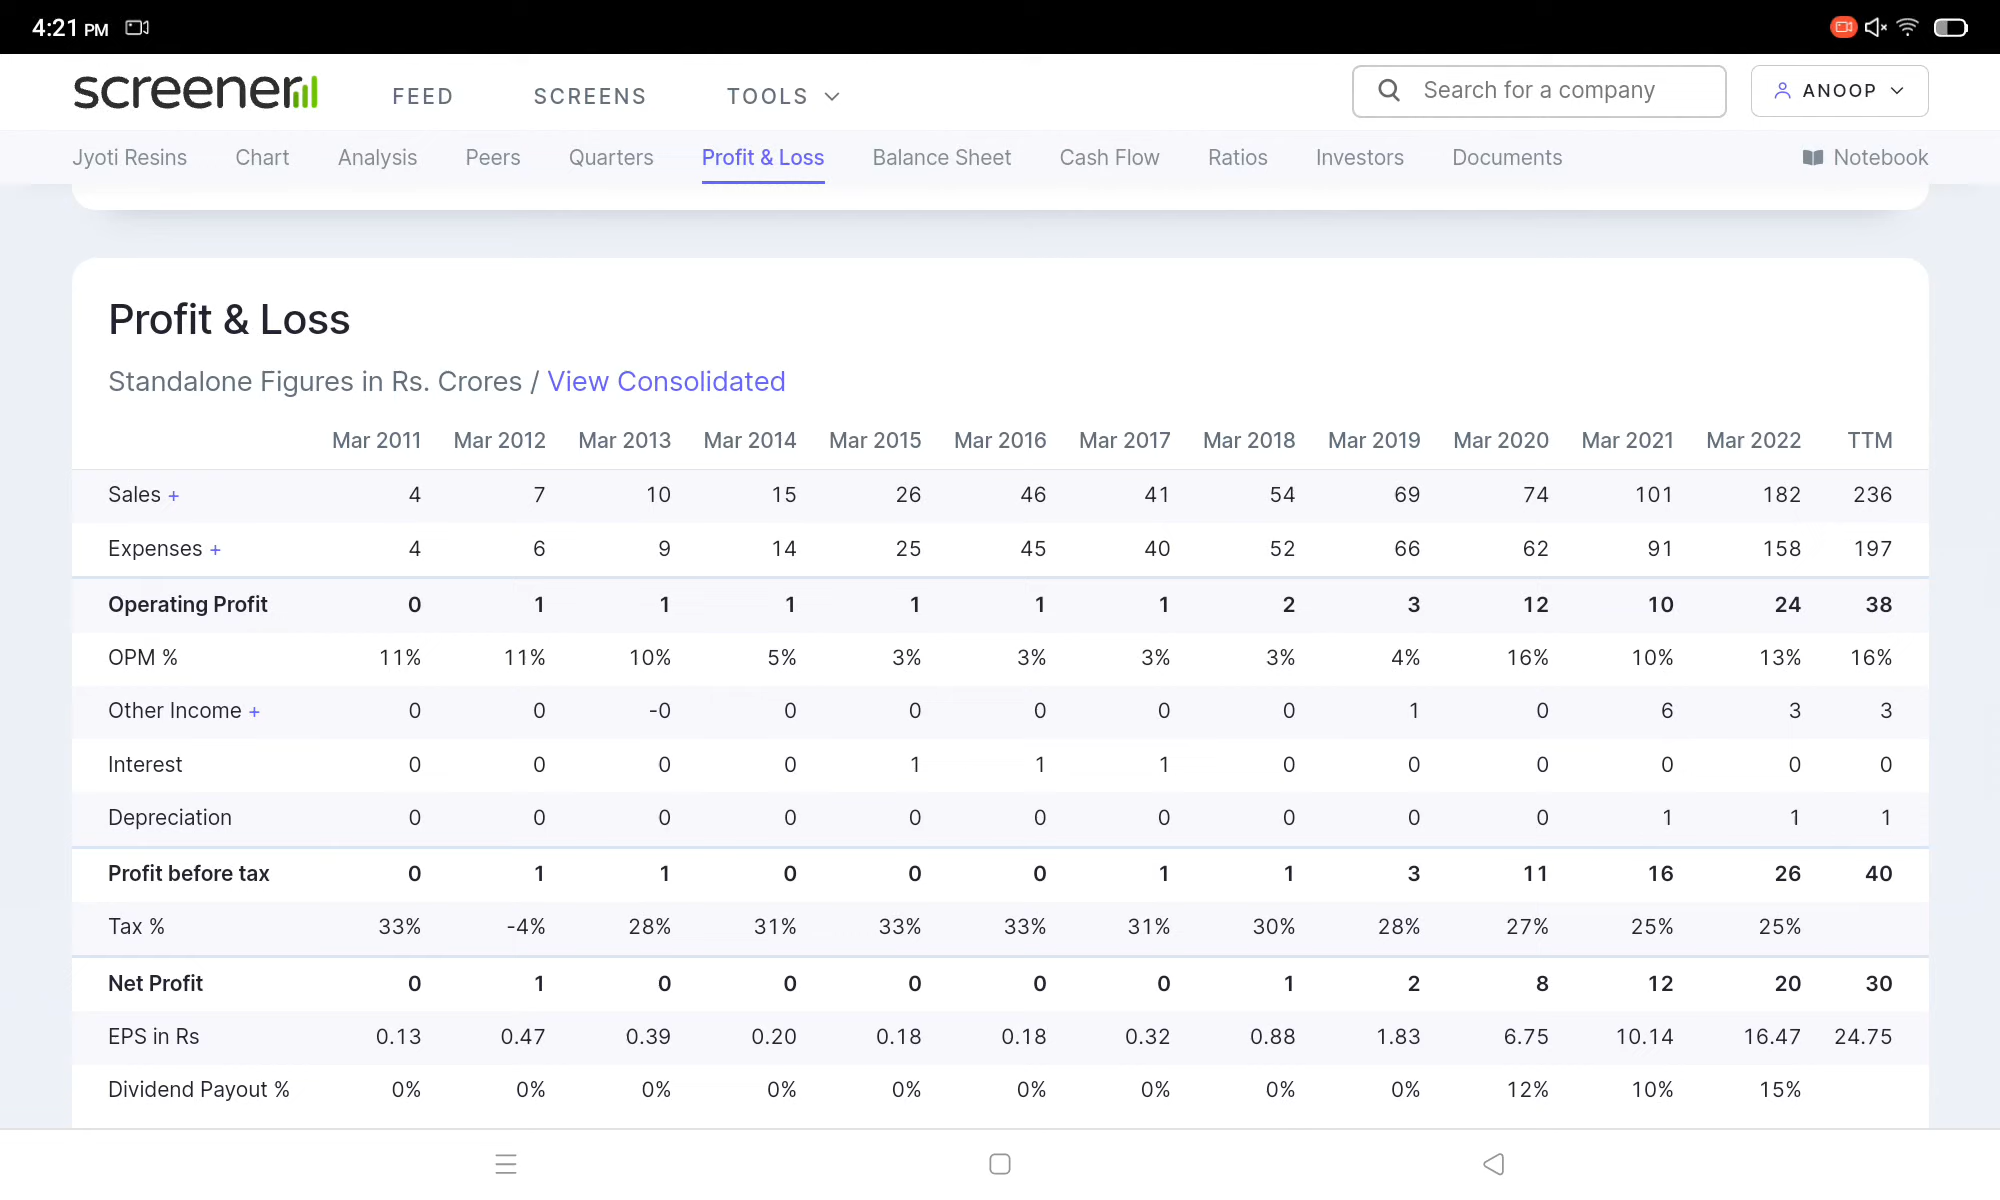 4:21 PM
screener
FEED SCREENS TOOLS
Search for a company
ANOOP
Jyoti Resins Chart Analysis Peers Quarters Profit & Loss Balance Sheet Cash Flow Ratios Investors Documents Notebook
Profit & Loss
Standalone Figures in Rs. Crores / View Consolidated
Mar 2011 Mar 2012 Mar 2013 Mar 2014 Mar 2015 Mar 2016 Mar 2017 Mar 2018 Mar 2019 Mar 2020 Mar 2021 Mar 2022 TTM
Sales + 4 7 10 15 26 46 41 54 69 74 101 182 236
Expenses + 4 6 9 14 25 45 40 52 66 62 91 158 197
Operating Profit 0 1 1 1 1 1 1 2 3 12 10 24 38
OPM % 11% 11% 10% 5% 3% 3% 3% 3% 4% 16% 10% 13% 16%
Other Income + 0 0 -0 0 0 0 0 0 1 0 6 3 3
Interest 0 0 0 0 1 1 1 0 0 0 0 0 0
Depreciation 0 0 0 0 0 0 0 0 0 0 1 1 1
Profit before tax 0 1 1 0 0 0 1 1 3 11 16 26 40
Tax % 33% -4% 28% 31% 33% 33% 31% 30% 28% 27% 25% 25%
Net Profit 0 1 0 0 0 0 0 1 2 8 12 20 30
EPS in Rs 0.13 0.47 0.39 0.20 0.18 0.18 0.32 0.88 1.83 6.75 10.14 16.47 24.75
Dividend Payout % 0% 0% 0% 0% 0% 0% 0% 0% 0% 12% 10% 15%